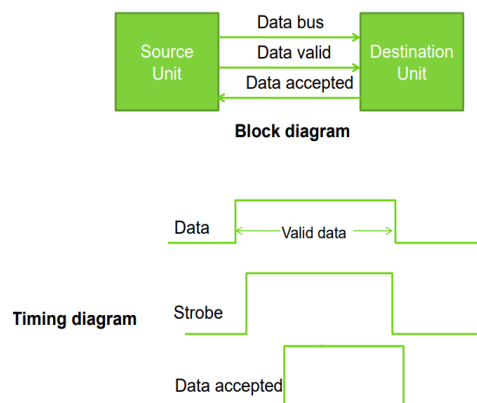 Data bus
Source
Unit
Data valid
Destination
Unit
Data accepted
Block diagram
Data
Valid data
Timing diagram
Strobe
Data accepted